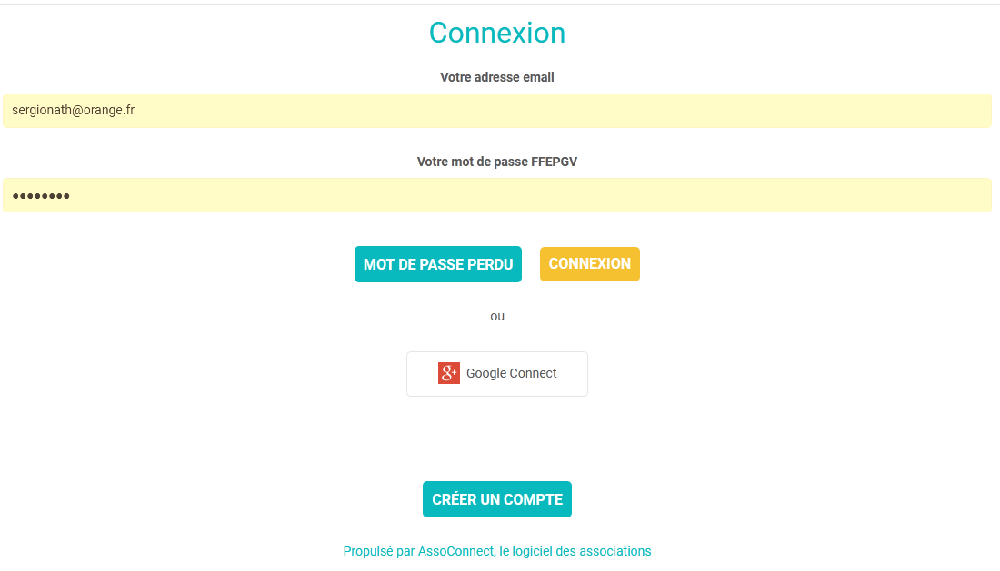 Connexion
Votre adresse email
sergionath@orange.fr
Votre mot de passe FFEPGV
••••••••
MOT DE PASSE PERDU CONNEXION
ou
g+ Google Connect
CRÉER UN COMPTE
Propulsé par AssoConnect, le logiciel des associations